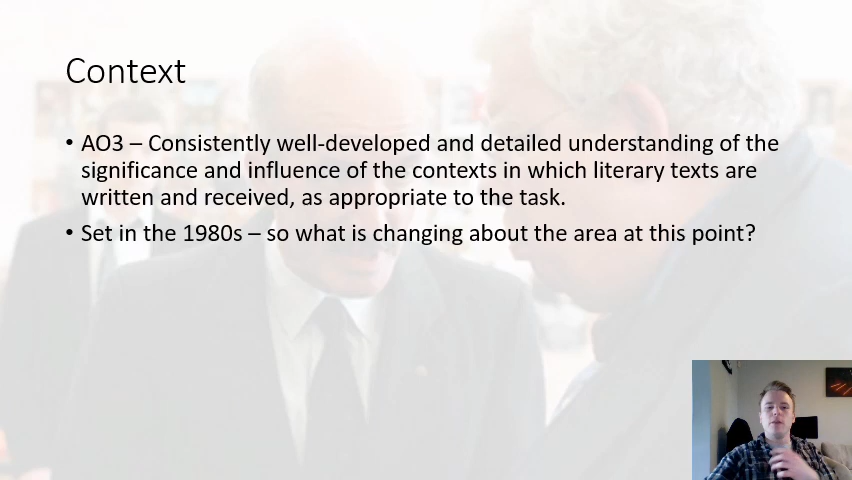 Context
• AO3 – Consistently well-developed and detailed understanding of the
significance and influence of the contexts in which literary texts are
written and received, as appropriate to the task.
• Set in the 1980s – so what is changing about the area at this point?